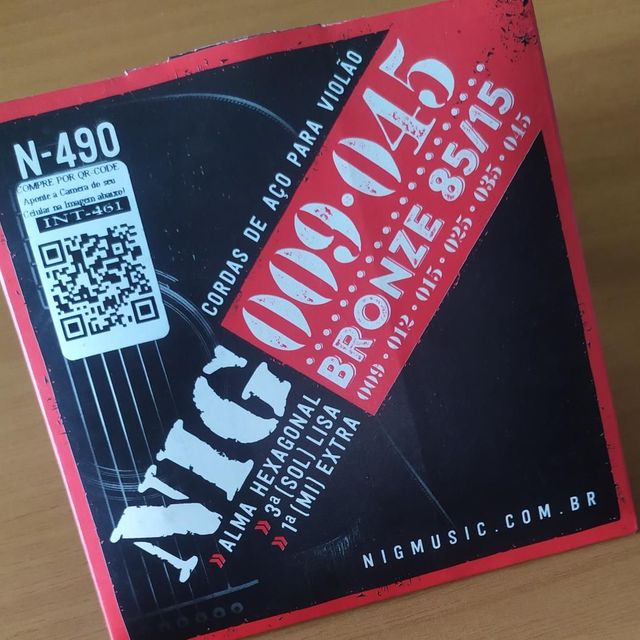 N-490
COMPRE POR QR-CODE
Aponte a Camera do seu
Celular na Imagem abaixo!
INT-461
CORDAS DE AÇO PARA VIOLÃO
009·045
BRONZE 85/15
009·012·015·025·035·045
NIG
» ALMA HEXAGONAL
» 3ª (SOL) LISA
» 1ª (MI) EXTRA
NIGMUSIC.COM.BR